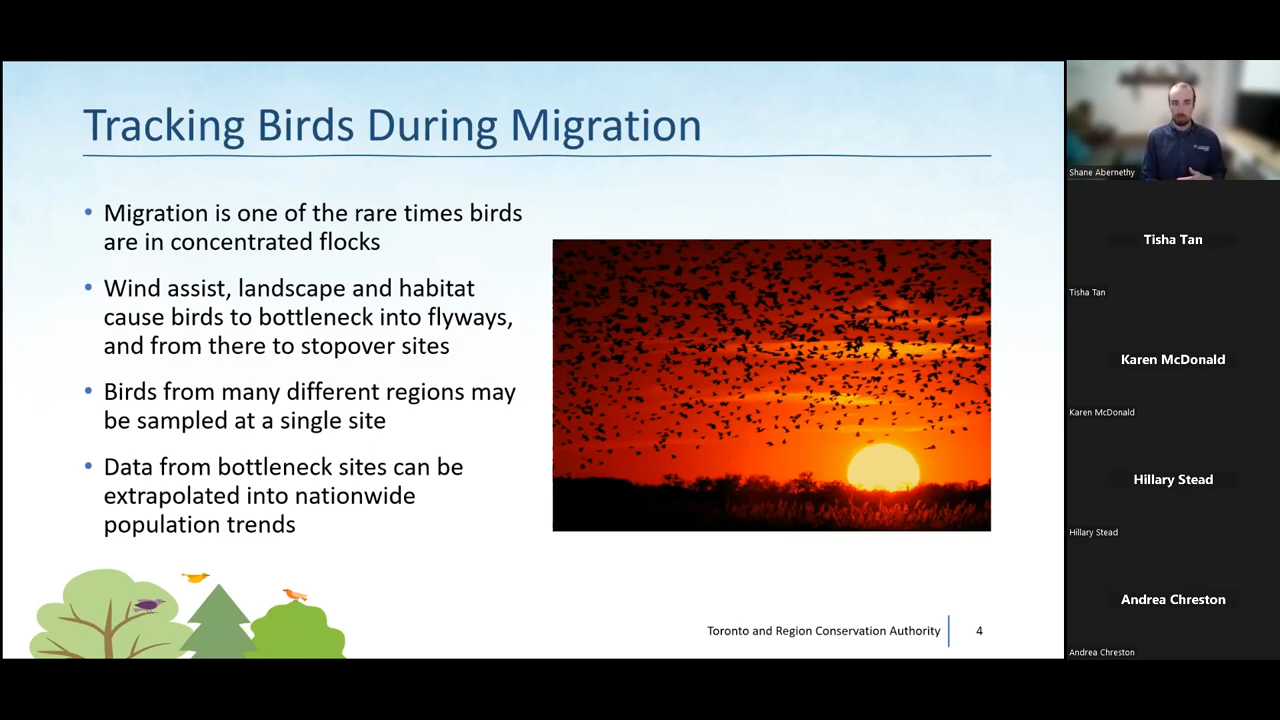 Tracking Birds During Migration
• Migration is one of the rare times birds
are in concentrated flocks
• Wind assist, landscape and habitat
cause birds to bottleneck into flyways,
and from there to stopover sites
• Birds from many different regions may
be sampled at a single site
• Data from bottleneck sites can be
extrapolated into nationwide
population trends
Toronto and Region Conservation Authority 4
Shane Abernethy
Tisha Tan
Tisha Tan
Karen McDonald
Karen McDonald
Hillary Stead
Hillary Stead
Andrea Chreston
Andrea Chreston